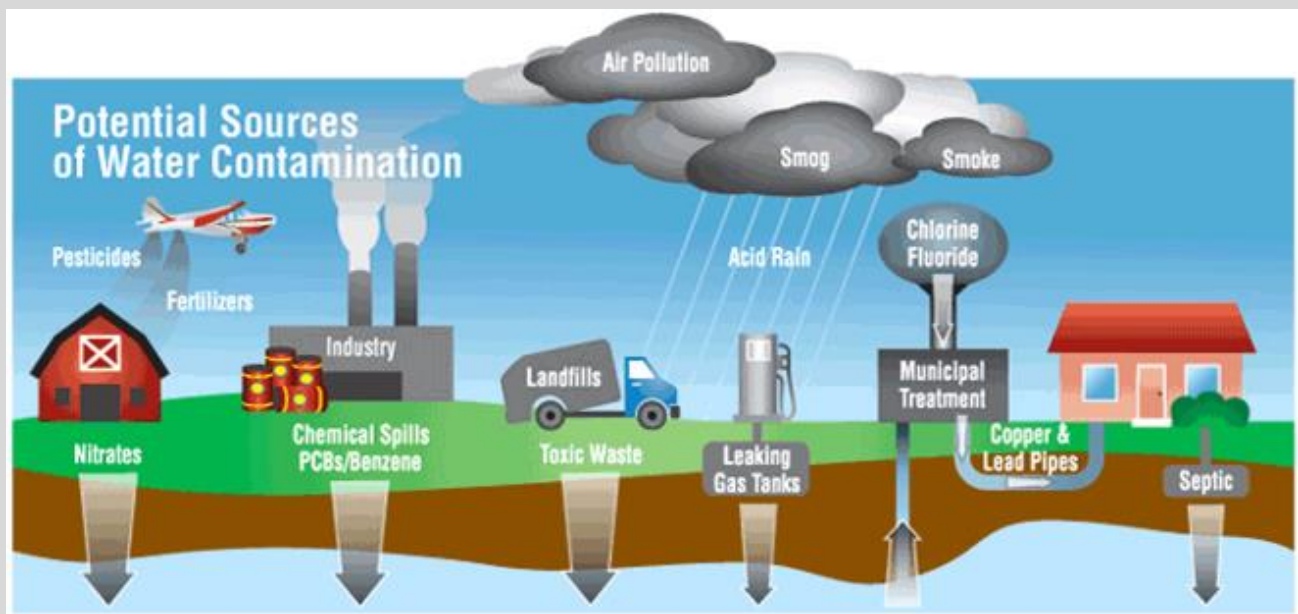 Potential Sources
of Water Contamination
Air Pollution
Smog
Smoke
Pesticides
Fertilizers
Acid Rain
Chlorine
Fluoride
Industry
Landfills
Municipal
Treatment
Nitrates
Chemical Spills
PCBs/Benzene
Toxic Waste
Leaking
Gas Tanks
Copper &
Lead Pipes
Septic